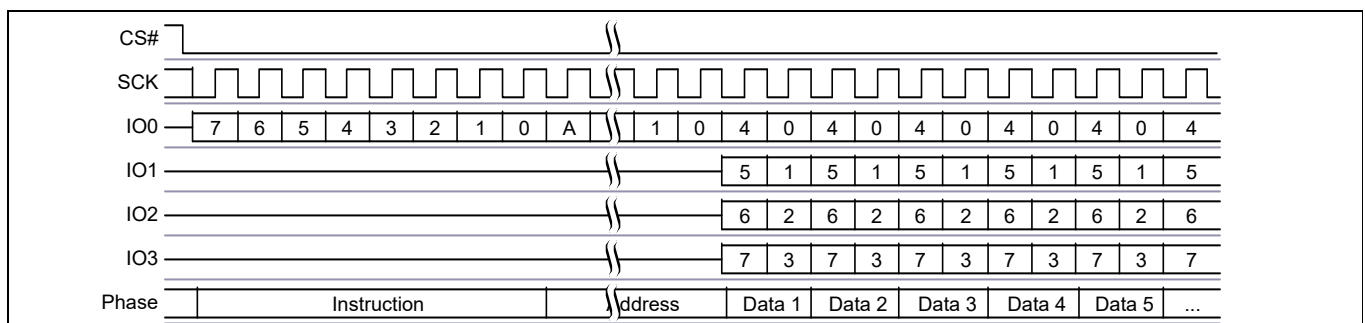 CS#
SCK
IO0 7 6 5 4 3 2 1 0 A 1 0 4 0 4 0 4 0 4 0 4 0 4
IO1 5 1 5 1 5 1 5 1 5 1 5
IO2 6 2 6 2 6 2 6 2 6 2 6
IO3 7 3 7 3 7 3 7 3 7 3 7
Phase Instruction Address Data 1 Data 2 Data 3 Data 4 Data 5 ...